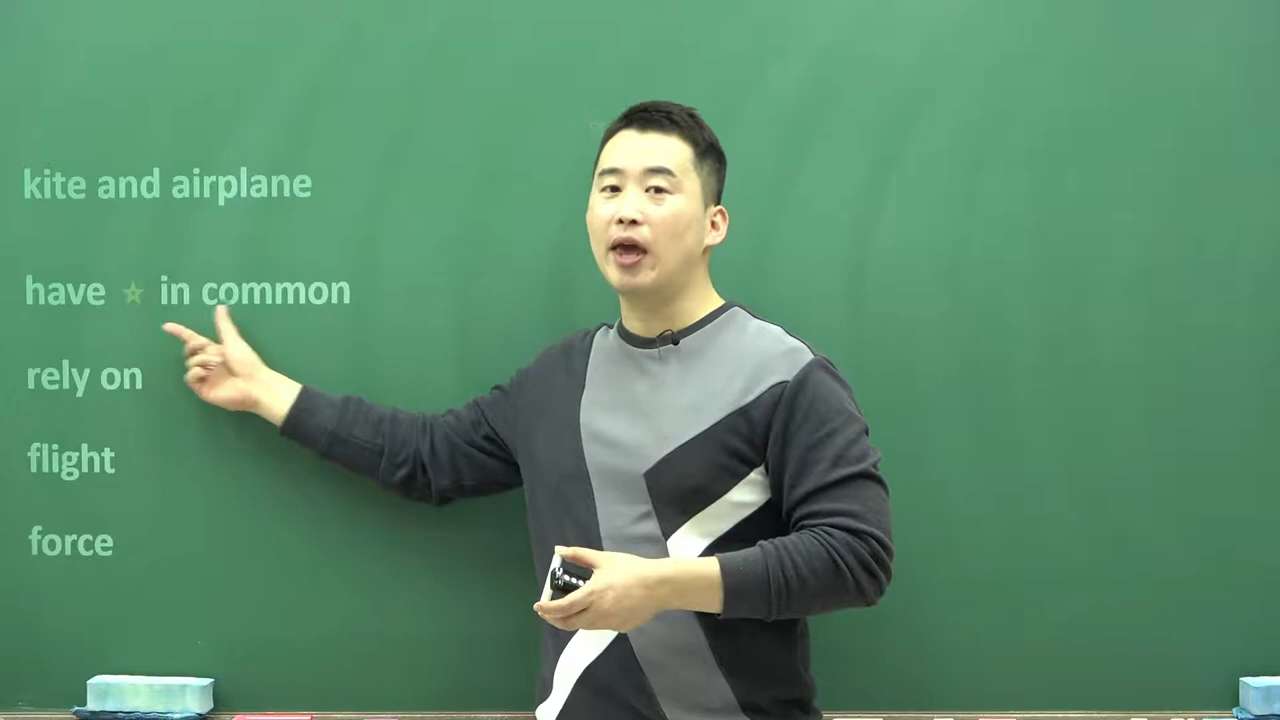 kite and airplane
have ☆ in common
rely on
flight
force